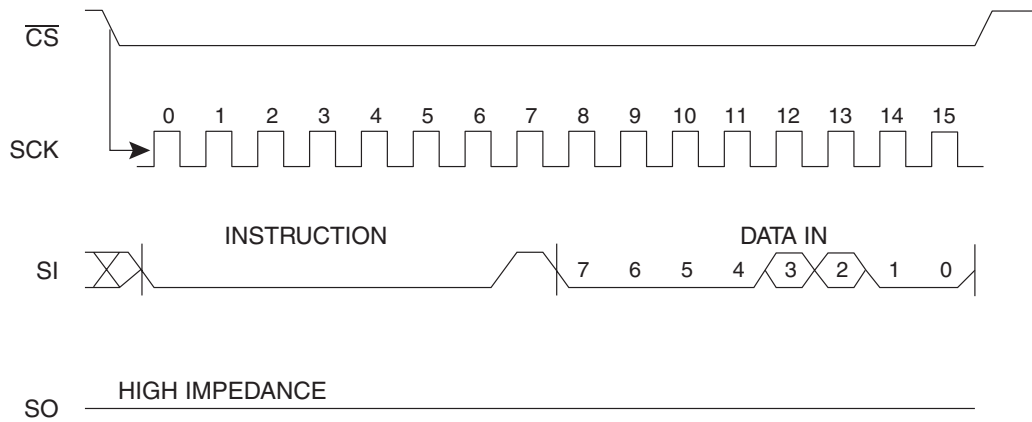 CS
0 1 2 3 4 5 6 7 8 9 10 11 12 13 14 15
SCK
INSTRUCTION DATA IN
SI 7 6 5 4 3 2 1 0
HIGH IMPEDANCE
SO